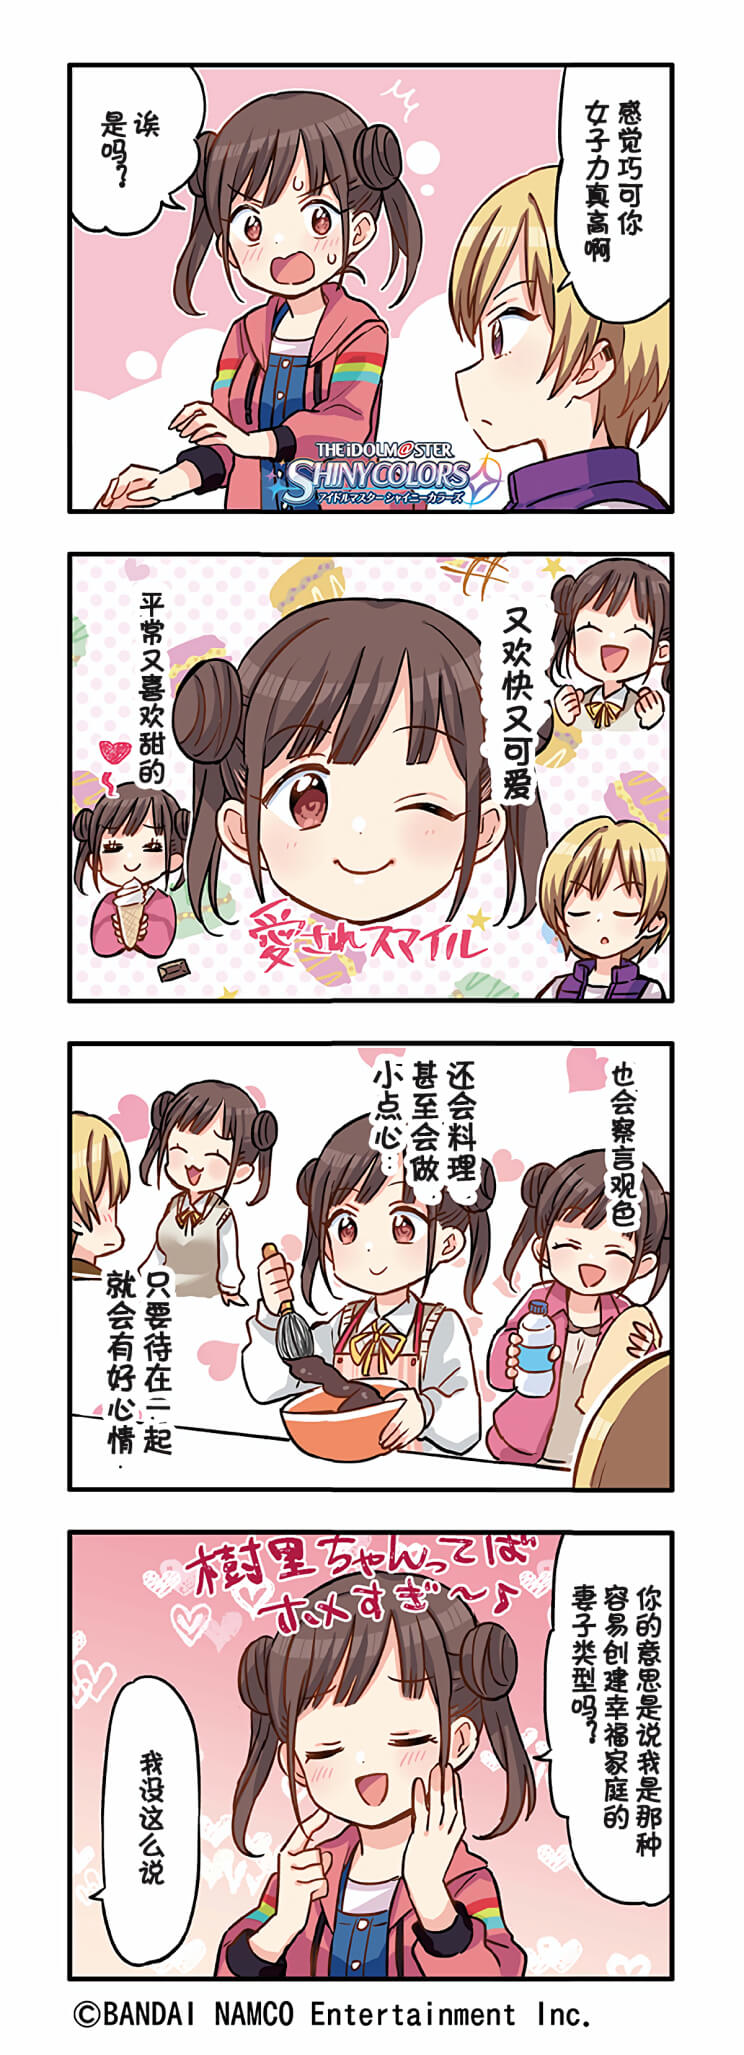 感觉巧可你
女子力真高啊
诶
是吗?
THE iDOLM@STER
SHINYCOLORS
アイドルマスター シャイニーカラーズ
又欢快又可爱
平常又喜欢甜的
愛されスマイル
也会察言观色
还会料理
甚至会做
小点心…
只要待在一起
就会有好心情
樹里ちゃんってば
ホメすぎ〜♪
你的意思是说我是那种
容易创建幸福家庭的
妻子类型吗?
我没这么说
©BANDAI NAMCO Entertainment Inc.